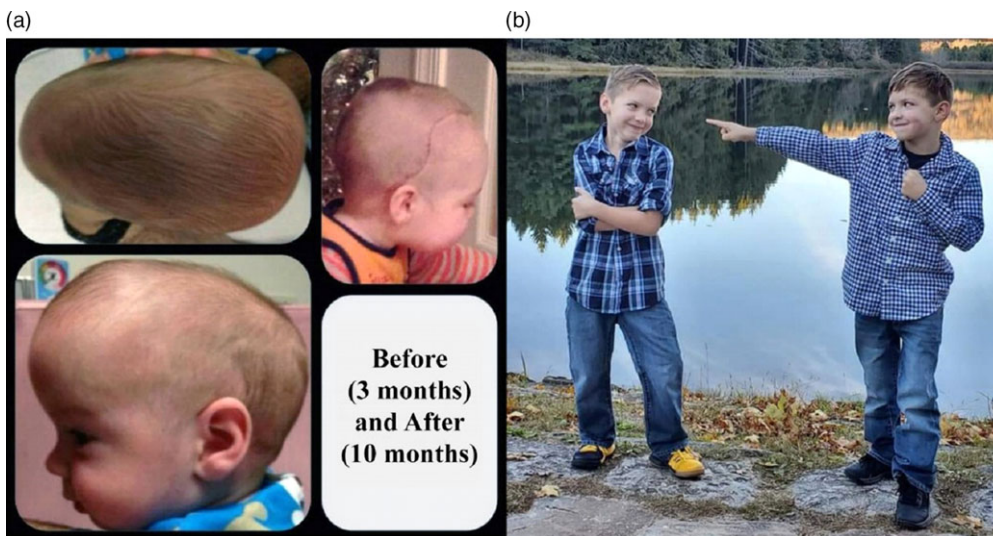 (a)
(b)
Before
(3 months)
and After
(10 months)